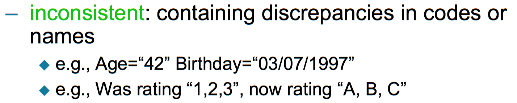 – inconsistent: containing discrepancies in codes or
names
◆ e.g., Age=“42” Birthday=“03/07/1997”
◆ e.g., Was rating “1,2,3”, now rating “A, B, C”